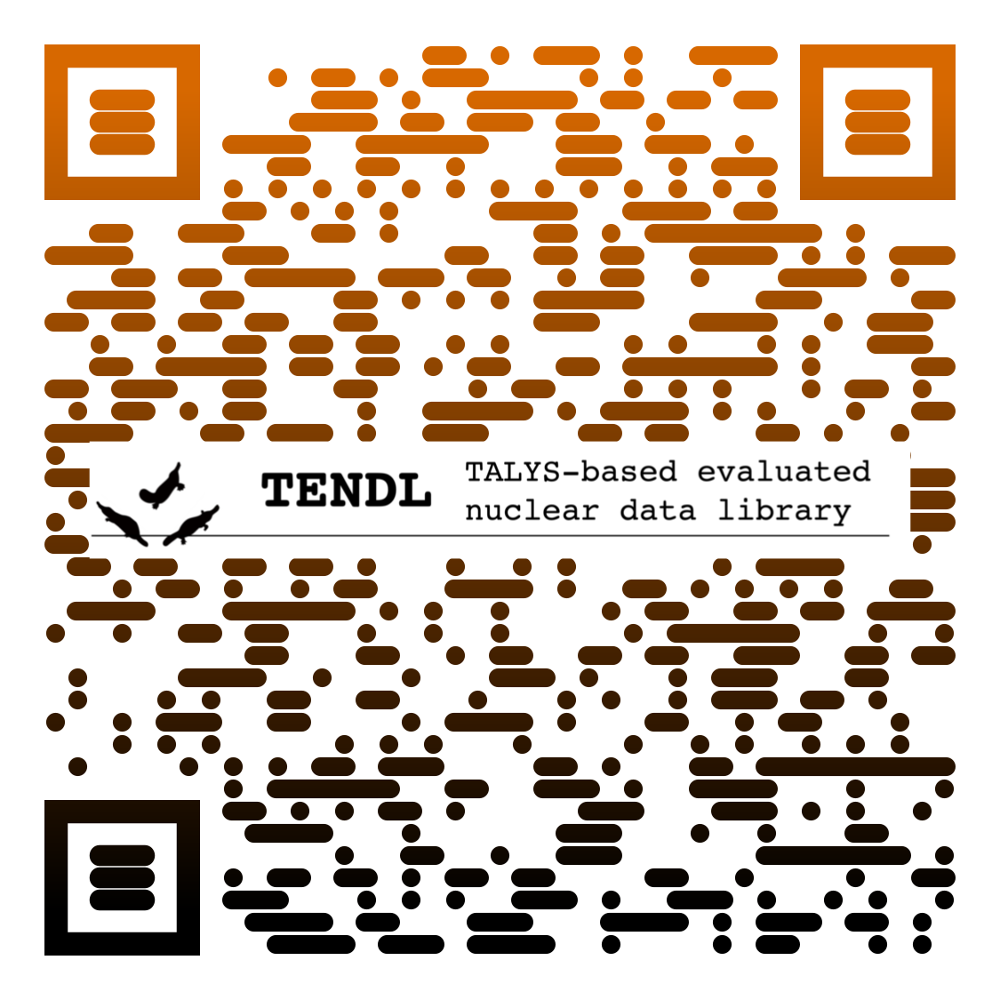 TENDL
TALYS-based evaluated
nuclear data library